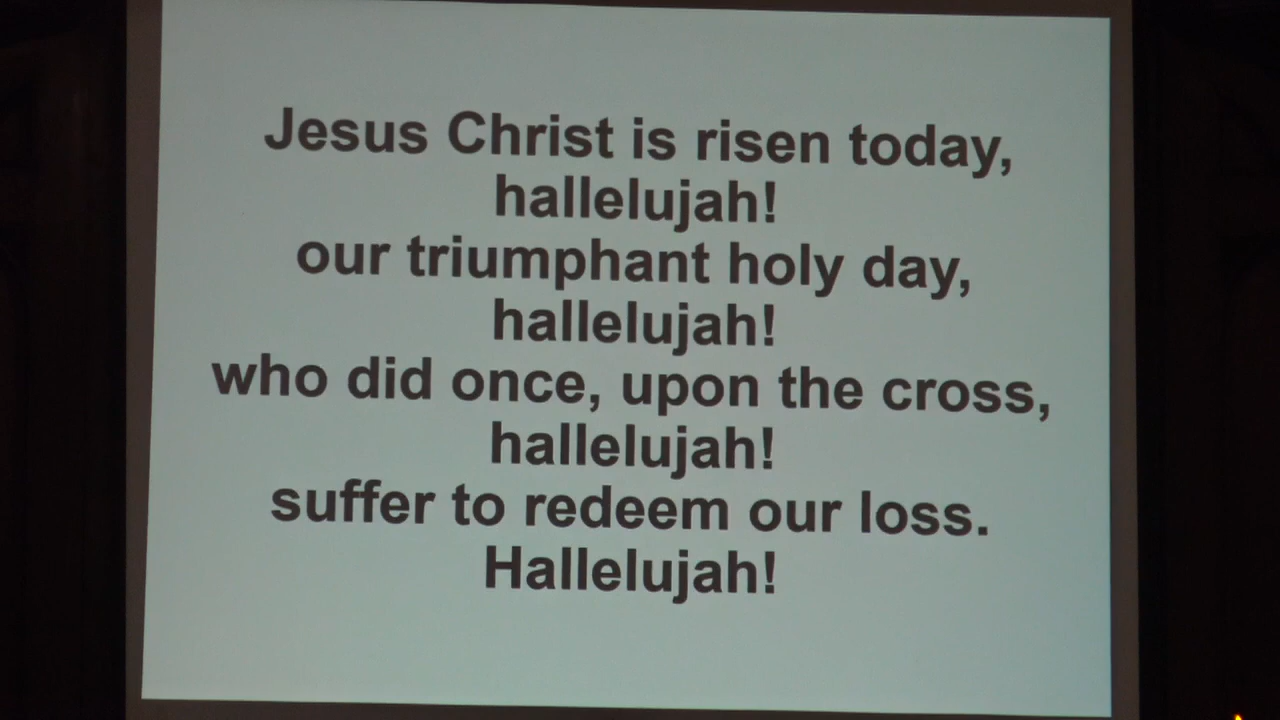 Jesus Christ is risen today,
hallelujah!
our triumphant holy day,
hallelujah!
who did once, upon the cross,
hallelujah!
suffer to redeem our loss.
Hallelujah!